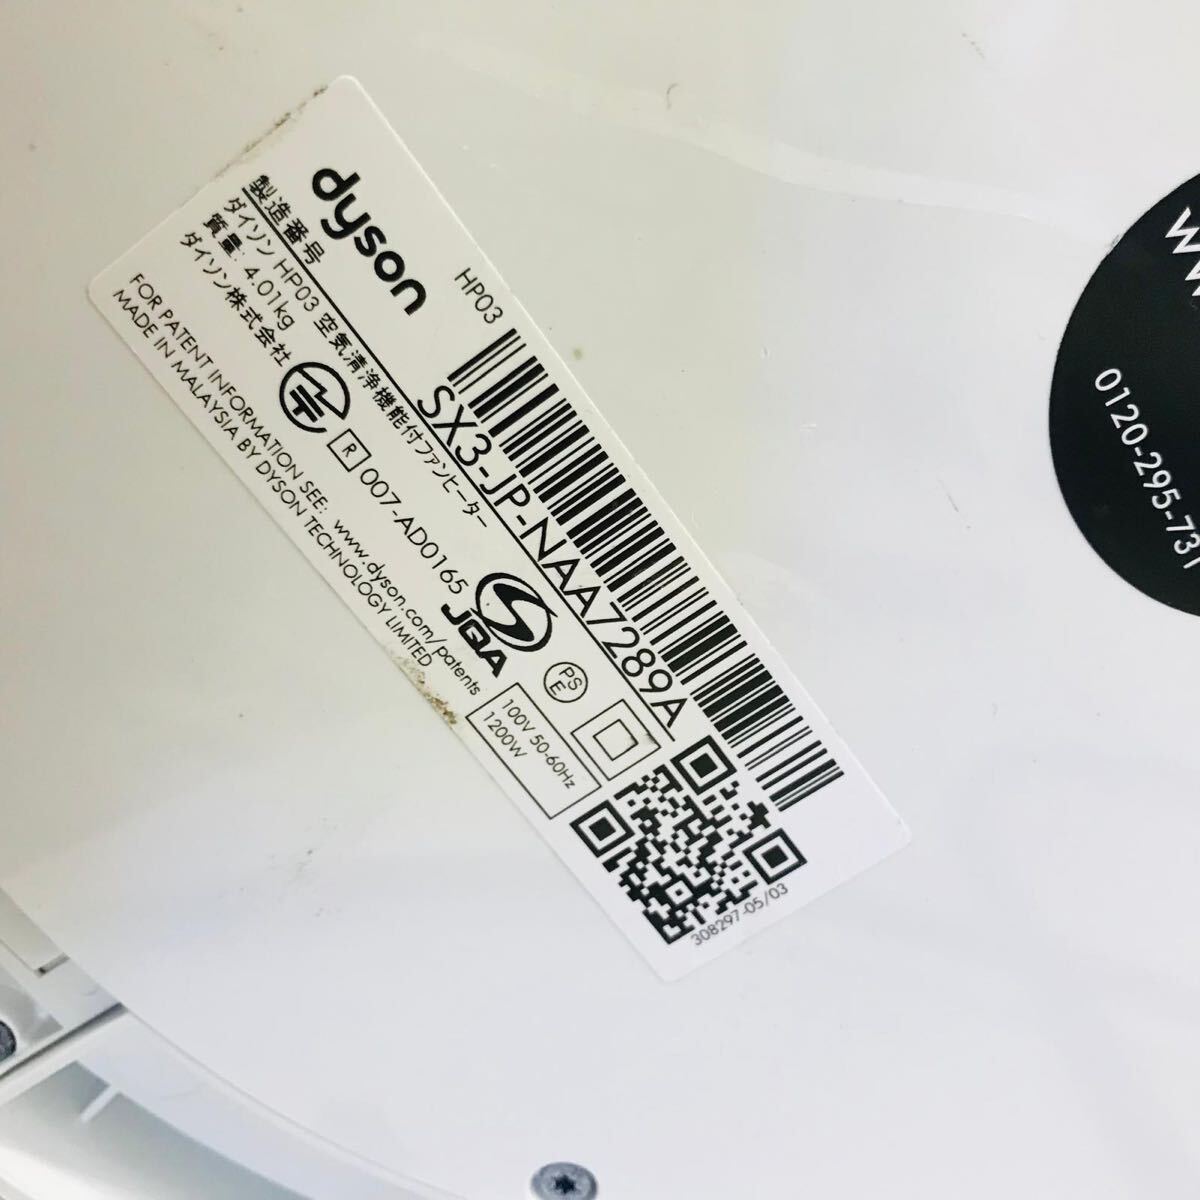 dyson
HP03
製造番号
SX3-JP-NAA7289A
ダイソン HP03 空気清浄機能付ファンヒーター
質量: 4.01kg
ダイソン株式会社
R 007-AD0165
JQA
PS
E
100V 50-60Hz
1200W
FOR PATENT INFORMATION SEE: www.dyson.com/patents
MADE IN MALAYSIA BY DYSON TECHNOLOGY LIMITED
308297-05/03
0120-295-731